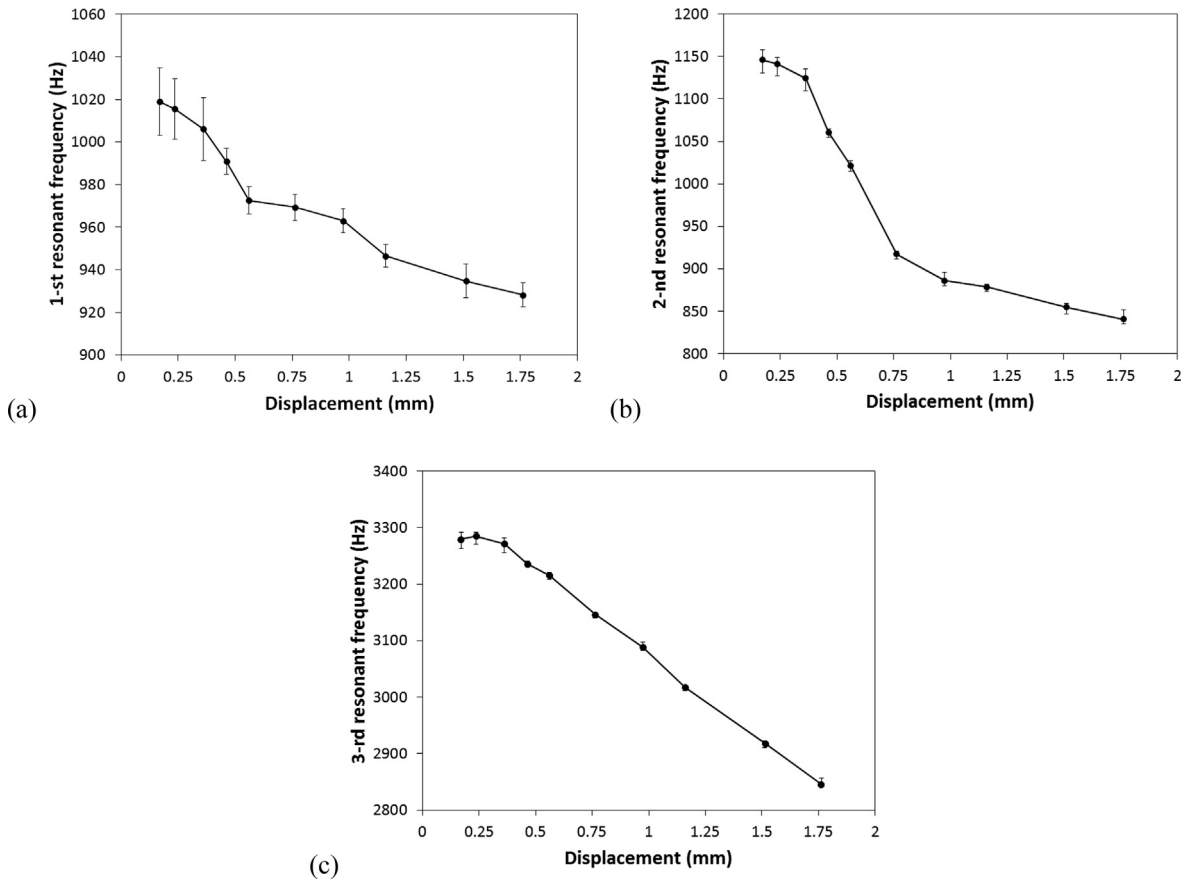 1060
1040
1020
1000
980
960
940
920
900
1-st resonant frequency (Hz)
0 0.25 0.5 0.75 1 1.25 1.5 1.75 2
Displacement (mm)
(a)
1200
1150
1100
1050
1000
950
900
850
800
2-nd resonant frequency (Hz)
0 0.25 0.5 0.75 1 1.25 1.5 1.75 2
Displacement (mm)
(b)
3400
3300
3200
3100
3000
2900
2800
3-rd resonant frequency (Hz)
0 0.25 0.5 0.75 1 1.25 1.5 1.75 2
Displacement (mm)
(c)